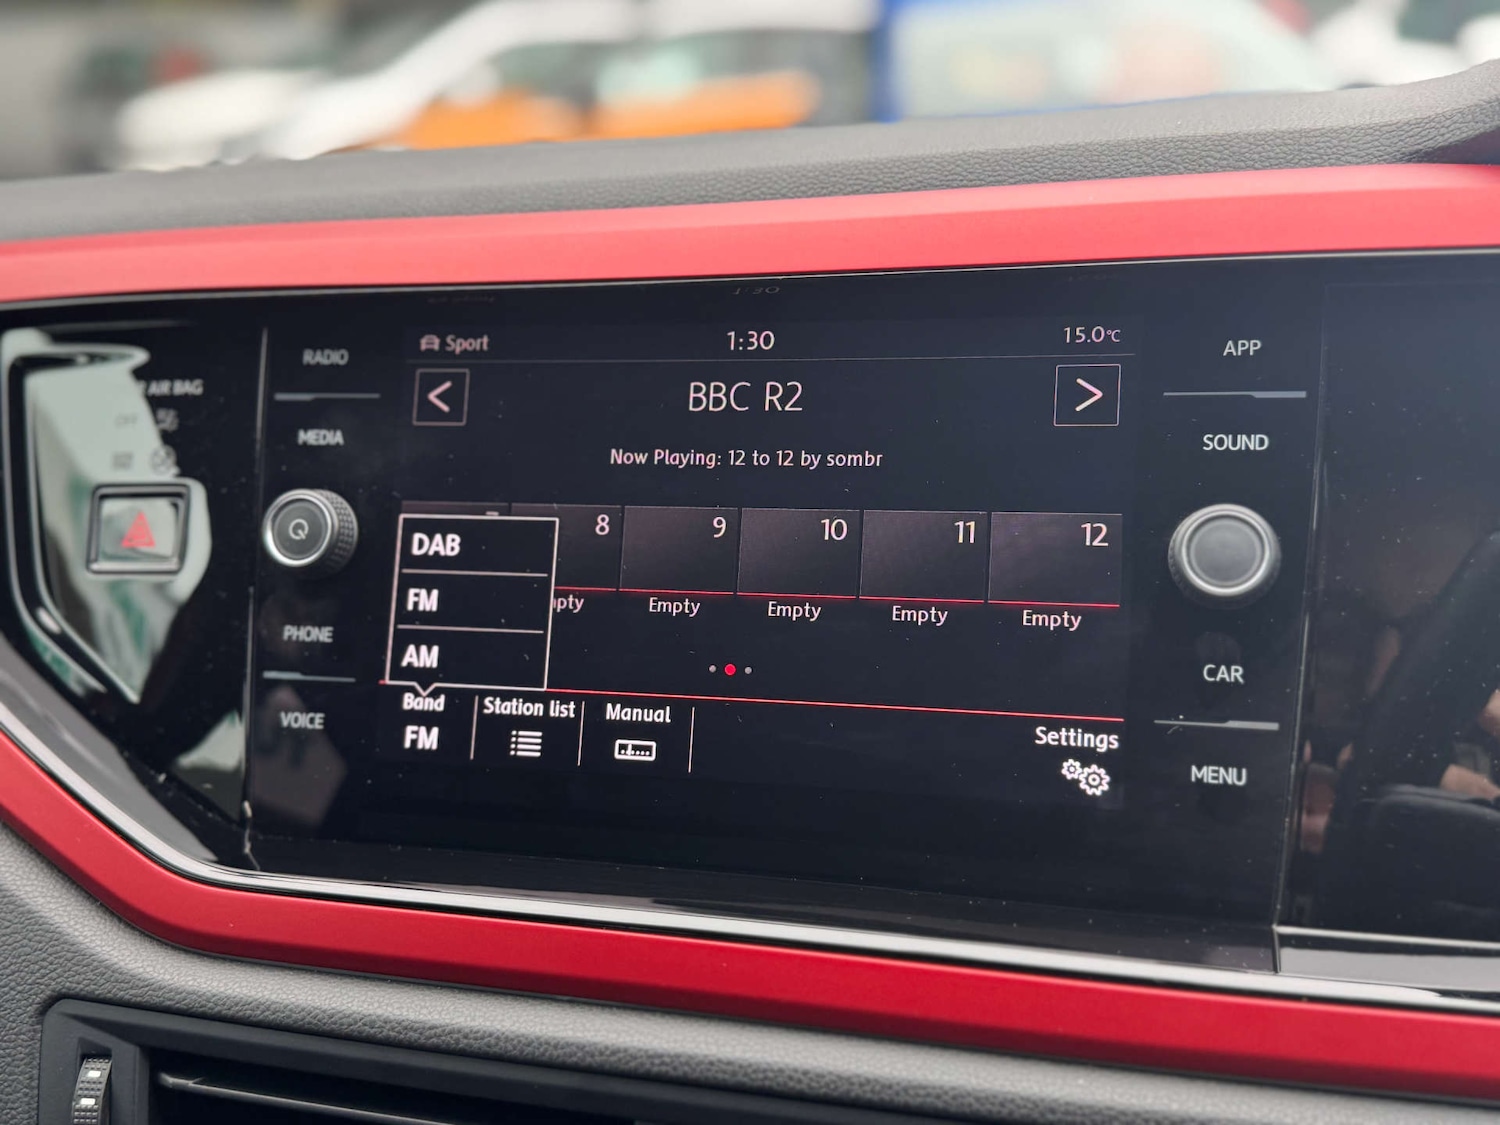 RADIO
MEDIA
PHONE
VOICE
AIR BAG
Sport
1:30
15.0°C
<
BBC R2
>
Now Playing: 12 to 12 by sombr
8
9
10
11
12
Empty
Empty
Empty
Empty
DAB
FM
AM
Band
FM
Station list
Manual
Settings
APP
SOUND
CAR
MENU